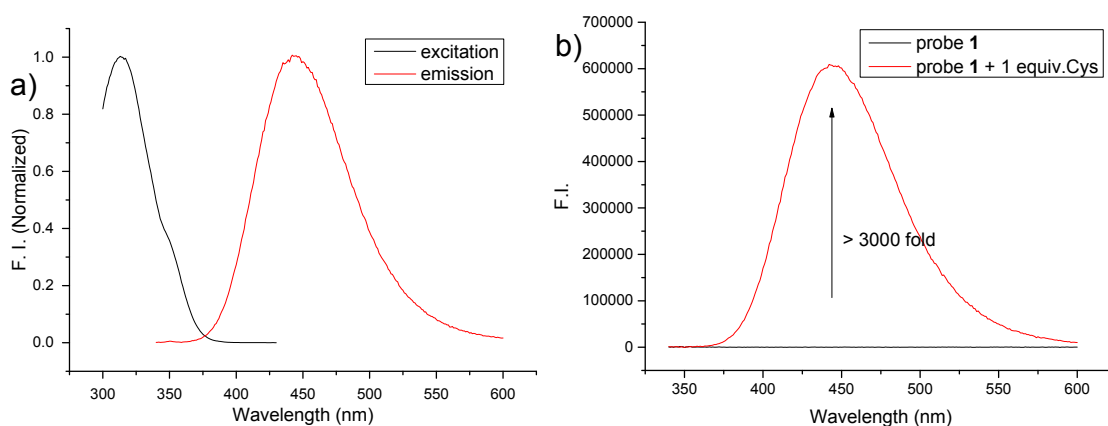 a)
F. I. (Normalized)
1.0
0.8
0.6
0.4
0.2
0.0
300 350 400 450 500 550 600
Wavelength (nm)
excitation
emission
b)
F.I.
700000
600000
500000
400000
300000
200000
100000
0
350 400 450 500 550 600
Wavelength (nm)
probe 1
probe 1 + 1 equiv.Cys
> 3000 fold